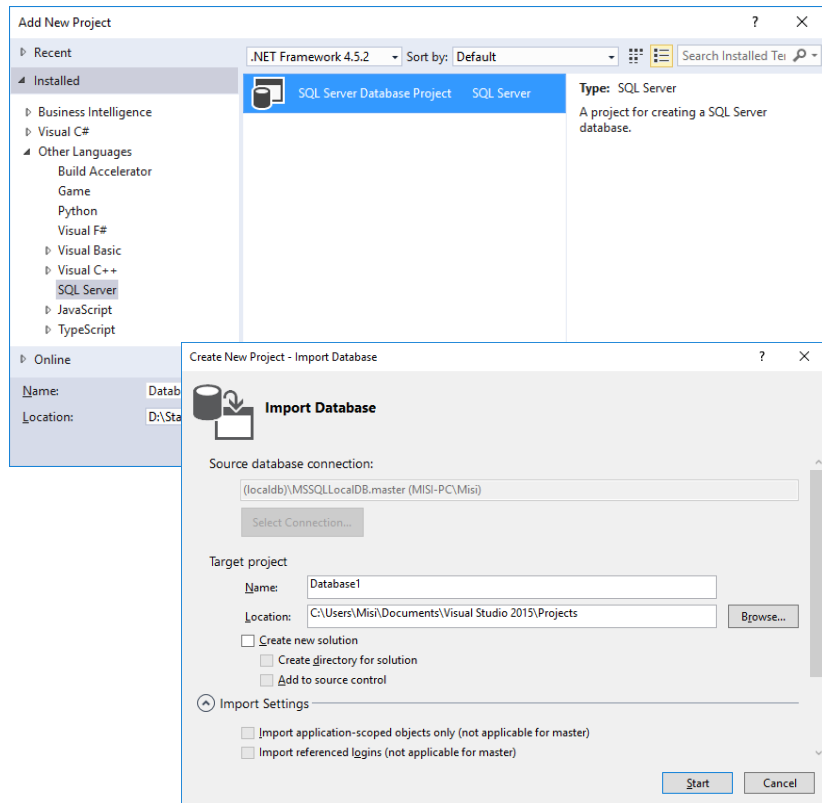 Add New Project ? ×
Recent
.NET Framework 4.5.2 Sort by: Default
Installed
SQL Server Database Project SQL Server
Type: SQL Server
A project for creating a SQL Server
database.
Business Intelligence
Visual C#
Other Languages
Build Accelerator
Game
Python
Visual F#
Visual Basic
Visual C++
SQL Server
JavaScript
TypeScript
Online
Name:
Location: D:\Sta
Create New Project - Import Database ? ×
Import Database
Source database connection:
(localdb)\MSSQLLocalDB.master (MISI-PC\Misi)
Select Connection...
Target project
Name: Database1
Location: C:\Users\Misi\Documents\Visual Studio 2015\Projects Browse...
Create new solution
Create directory for solution
Add to source control
Import Settings
Import application-scoped objects only (not applicable for master)
Import referenced logins (not applicable for master)
Start Cancel